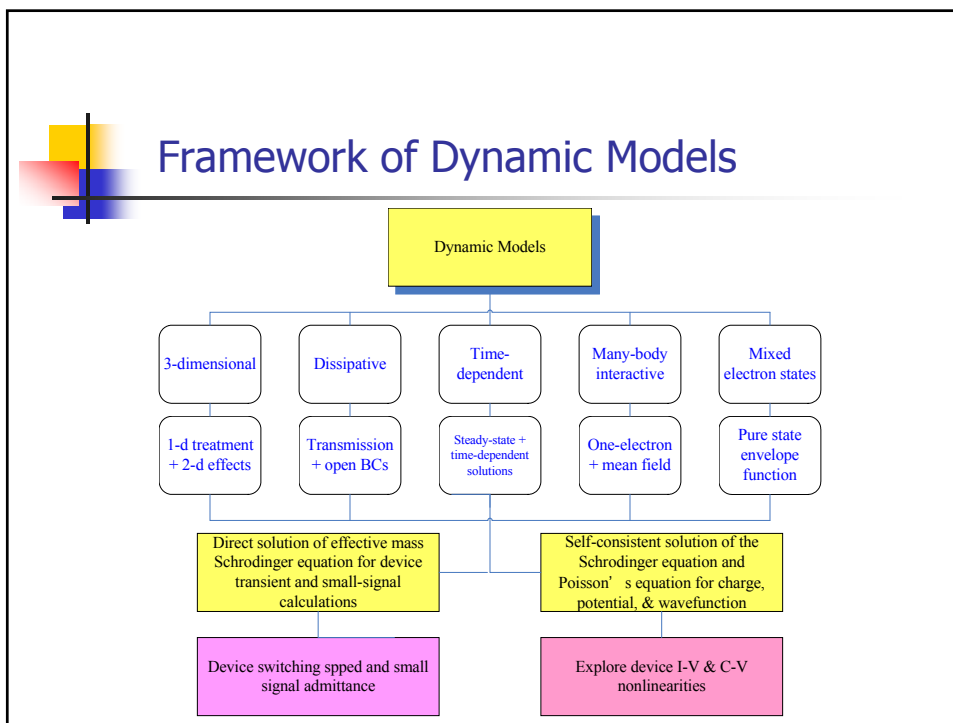 Framework of Dynamic Models
Dynamic Models
3-dimensional
Dissipative
Time-
dependent
Many-body
interactive
Mixed
electron states
1-d treatment
+ 2-d effects
Transmission
+ open BCs
Steady-state +
time-dependent
solutions
One-electron
+ mean field
Pure state
envelope
function
Direct solution of effective mass
Schrodinger equation for device
transient and small-signal
calculations
Self-consistent solution of the
Schrodinger equation and
Poisson’s equation for charge,
potential, & wavefunction
Device switching spped and small
signal admittance
Explore device I-V & C-V
nonlinearities